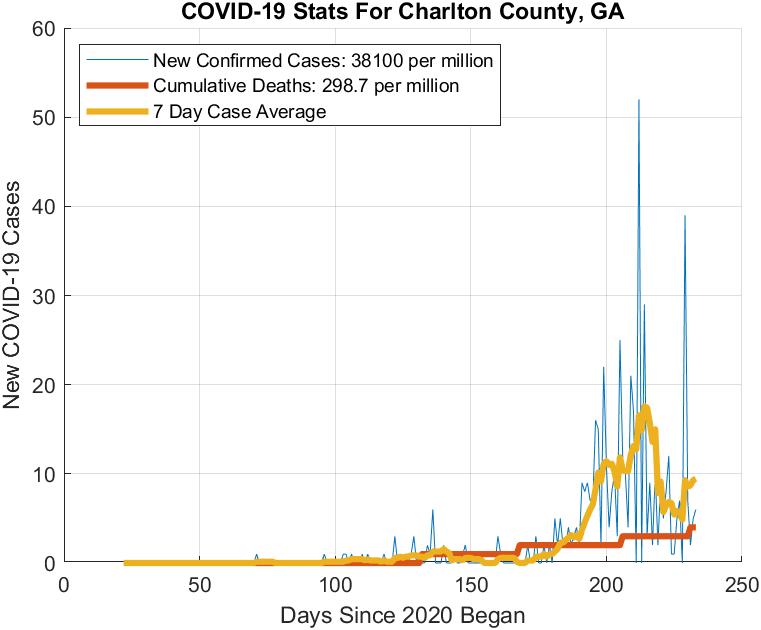 COVID-19 Stats For Charlton County, GA
60
50
40
30
20
10
0
New COVID-19 Cases
New Confirmed Cases: 38100 per million
Cumulative Deaths: 298.7 per million
7 Day Case Average
0 50 100 150 200 250
Days Since 2020 Began